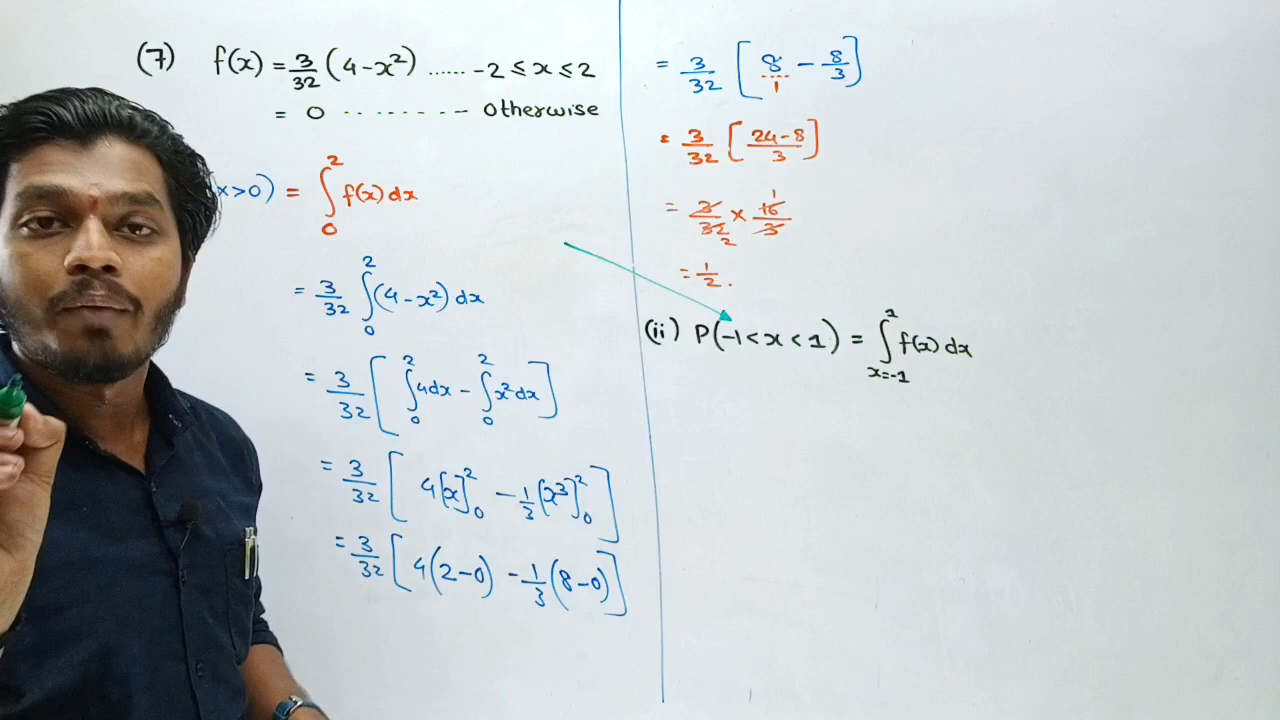 (7) f(x) = 3/32 (4-x²) ...... -2 ≤ x ≤ 2
= 0 ........ Otherwise
x>0) = ∫₀² f(x) dx
= 3/32 ∫₀² (4-x²) dx
= 3/32 [ ∫₀² 4dx - ∫₀² x² dx ]
= 3/32 [ 4[x]₀² - 1/3 [x³]₀² ]
= 3/32 [ 4(2-0) - 1/3 (8-0) ]
= 3/32 [ 8/1 - 8/3 ]
= 3/32 [ 24-8/3 ]
= 3/32 2 × 1 16/3
= 1/2.
(ii) P(-1 < x < 1) = ∫ x=-1 f(x) dx